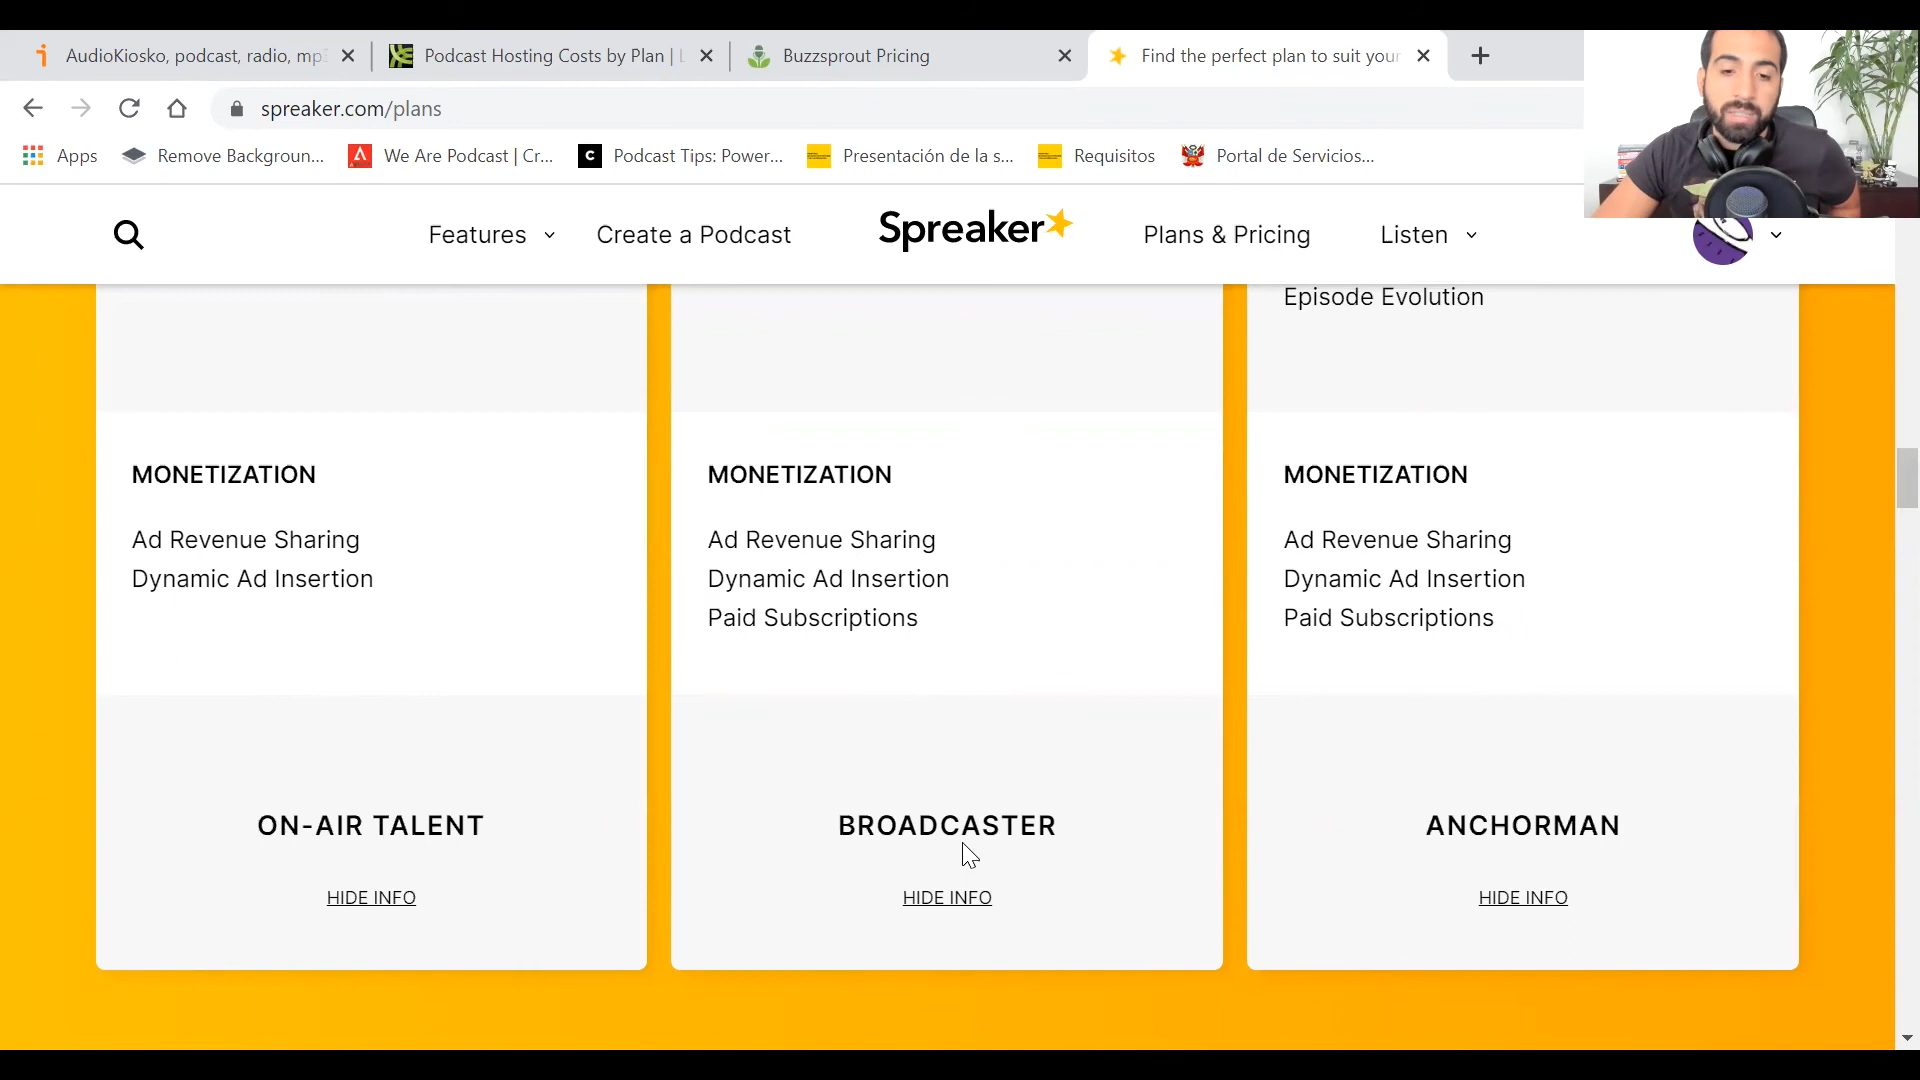 AudioKiosko, podcast, radio, mp
Podcast Hosting Costs by Plan | L
Buzzsprout Pricing
Find the perfect plan to suit your
spreaker.com/plans
Apps
Remove Backgroun...
We Are Podcast | Cr...
Podcast Tips: Power...
Presentación de la s...
Requisitos
Portal de Servicios...
Features
Create a Podcast
Spreaker
Plans & Pricing
Listen
Episode Evolution
MONETIZATION
Ad Revenue Sharing
Dynamic Ad Insertion
MONETIZATION
Ad Revenue Sharing
Dynamic Ad Insertion
Paid Subscriptions
MONETIZATION
Ad Revenue Sharing
Dynamic Ad Insertion
Paid Subscriptions
ON-AIR TALENT
HIDE INFO
BROADCASTER
HIDE INFO
ANCHORMAN
HIDE INFO